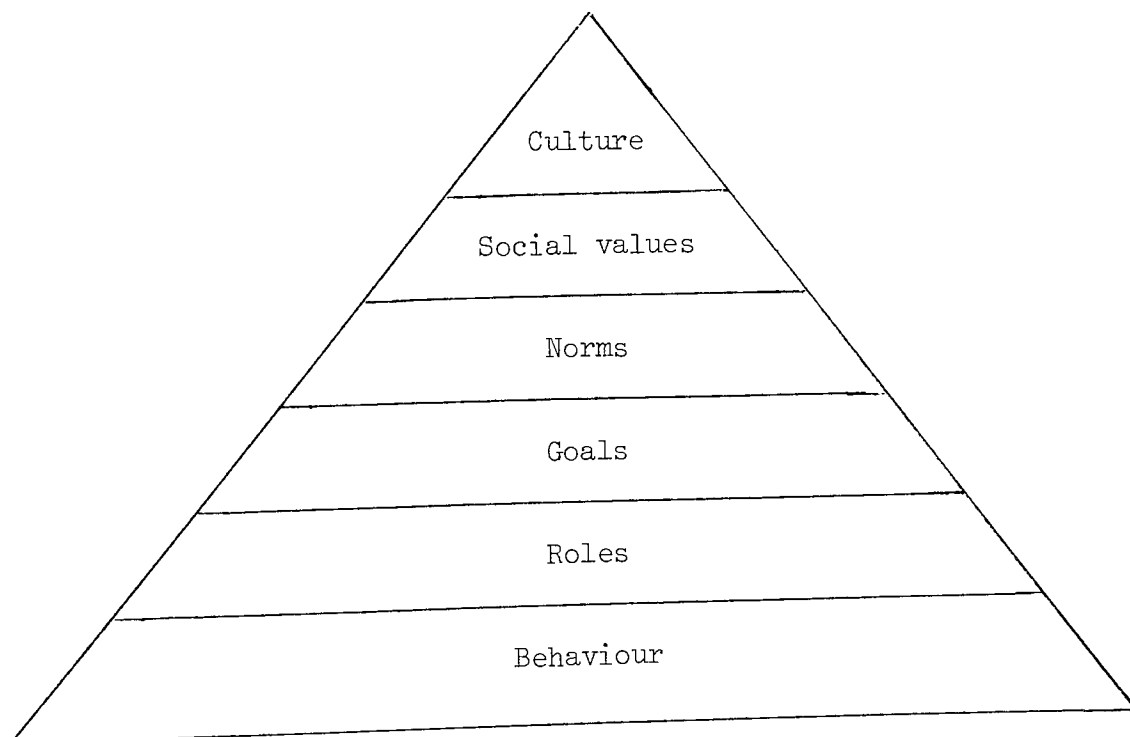 Culture
Social values
Norms
Goals
Roles
Behaviour